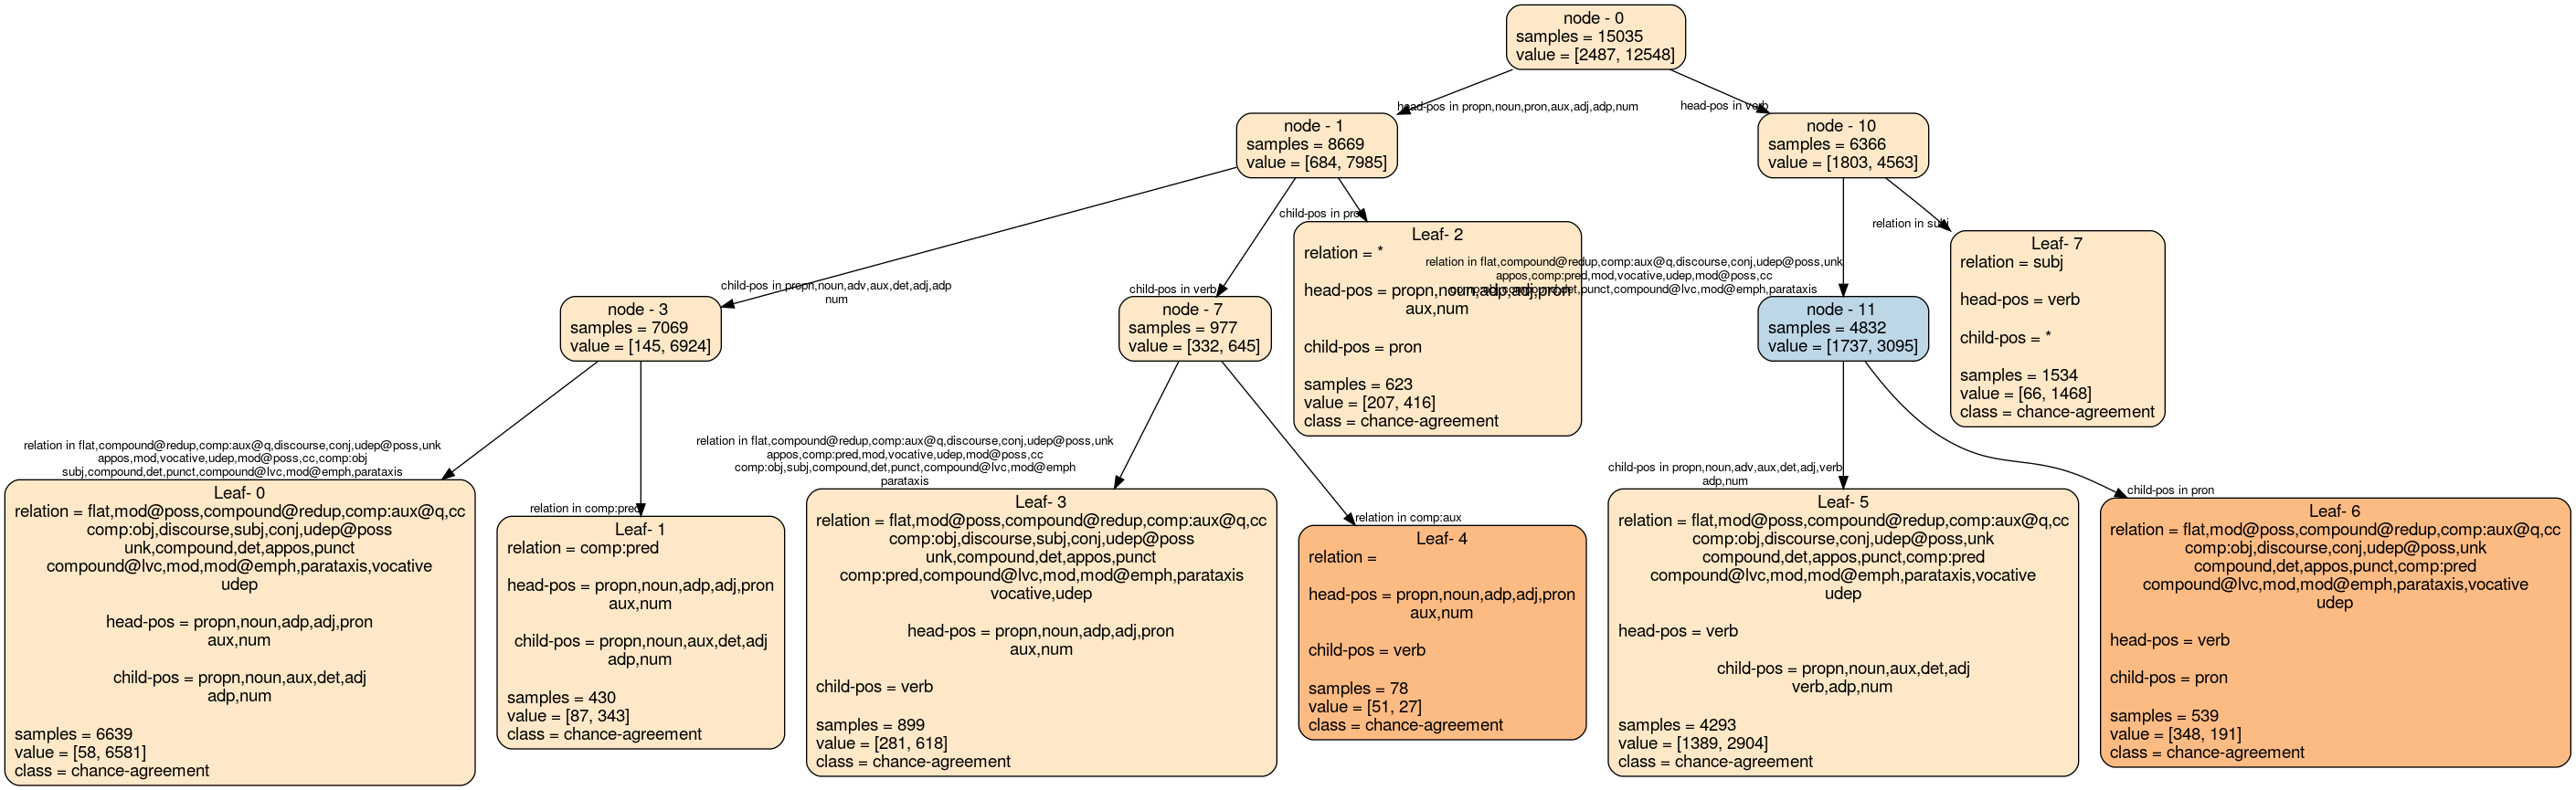 node - 0
samples = 15035
value = [2487, 12548]
head-pos in propn,noun,pron,aux,adj,adp,num
head-pos in verb
node - 1
samples = 8669
value = [684, 7985]
node - 10
samples = 6366
value = [1803, 4563]
child-pos in propn,noun,adv,aux,det,adj,adp
num
child-pos in verb
child-pos in pron
relation in flat,compound@redup,comp:aux@q,discourse,conj,udep@poss,unk
appos,comp:pred,mod,vocative,udep,mod@poss,cc
comp:obj,compound,det,punct,compound@lvc,mod@emph,parataxis
relation in subj
node - 3
samples = 7069
value = [145, 6924]
node - 7
samples = 977
value = [332, 645]
Leaf- 2
relation = *
head-pos = propn,noun,adp,adj,pron
aux,num
child-pos = pron
samples = 623
value = [207, 416]
class = chance-agreement
node - 11
samples = 4832
value = [1737, 3095]
Leaf- 7
relation = subj
head-pos = verb
child-pos = *
samples = 1534
value = [66, 1468]
class = chance-agreement
relation in flat,compound@redup,comp:aux@q,discourse,conj,udep@poss,unk
appos,mod,vocative,udep,mod@poss,cc,comp:obj
subj,compound,det,punct,compound@lvc,mod@emph,parataxis
relation in comp:pred
relation in flat,compound@redup,comp:aux@q,discourse,conj,udep@poss,unk
appos,comp:pred,mod,vocative,udep,mod@poss,cc
comp:obj,subj,compound,det,punct,compound@lvc,mod@emph
parataxis
relation in comp:aux
child-pos in propn,noun,adv,aux,det,adj,verb
adp,num
child-pos in pron
Leaf- 0
relation = flat,mod@poss,compound@redup,comp:aux@q,cc
comp:obj,discourse,subj,conj,udep@poss
unk,compound,det,appos,punct
compound@lvc,mod,mod@emph,parataxis,vocative
udep
head-pos = propn,noun,adp,adj,pron
aux,num
child-pos = propn,noun,aux,det,adj
adp,num
samples = 6639
value = [58, 6581]
class = chance-agreement
Leaf- 1
relation = comp:pred
head-pos = propn,noun,adp,adj,pron
aux,num
child-pos = propn,noun,aux,det,adj
adp,num
samples = 430
value = [87, 343]
class = chance-agreement
Leaf- 3
relation = flat,mod@poss,compound@redup,comp:aux@q,cc
comp:obj,discourse,subj,conj,udep@poss
unk,compound,det,appos,punct
comp:pred,compound@lvc,mod,mod@emph,parataxis
vocative,udep
head-pos = propn,noun,adp,adj,pron
aux,num
child-pos = verb
samples = 899
value = [281, 618]
class = chance-agreement
Leaf- 4
relation =
head-pos = propn,noun,adp,adj,pron
aux,num
child-pos = verb
samples = 78
value = [51, 27]
class = chance-agreement
Leaf- 5
relation = flat,mod@poss,compound@redup,comp:aux@q,cc
comp:obj,discourse,conj,udep@poss,unk
compound,det,appos,punct,comp:pred
compound@lvc,mod,mod@emph,parataxis,vocative
udep
head-pos = verb
child-pos = propn,noun,aux,det,adj
verb,adp,num
samples = 4293
value = [1389, 2904]
class = chance-agreement
Leaf- 6
relation = flat,mod@poss,compound@redup,comp:aux@q,cc
comp:obj,discourse,conj,udep@poss,unk
compound,det,appos,punct,comp:pred
compound@lvc,mod,mod@emph,parataxis,vocative
udep
head-pos = verb
child-pos = pron
samples = 539
value = [348, 191]
class = chance-agreement